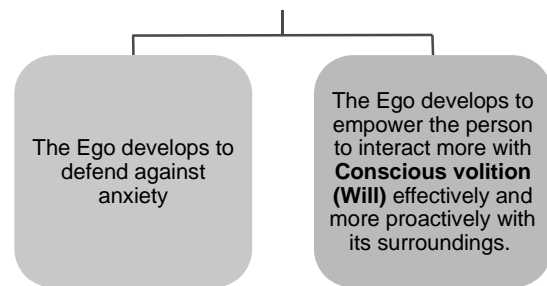 The Ego develops to
defend against
anxiety
The Ego develops to
empower the person
to interact more with
Conscious volition
(Will) effectively and
more proactively with
its surroundings.